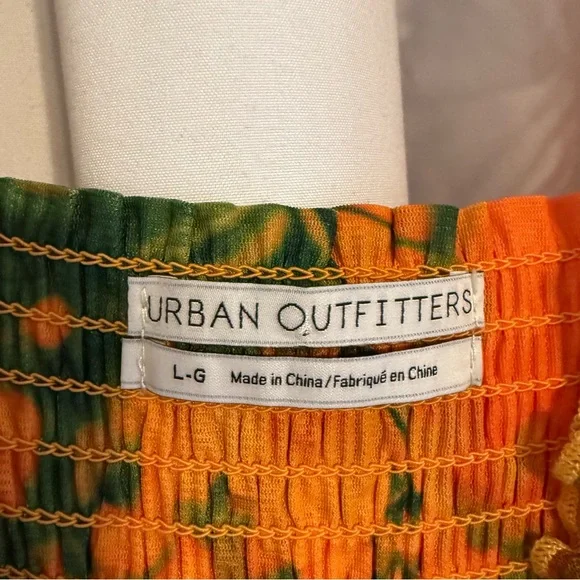 URBAN OUTFITTERS
L-G Made in China/Fabriqué en Chine